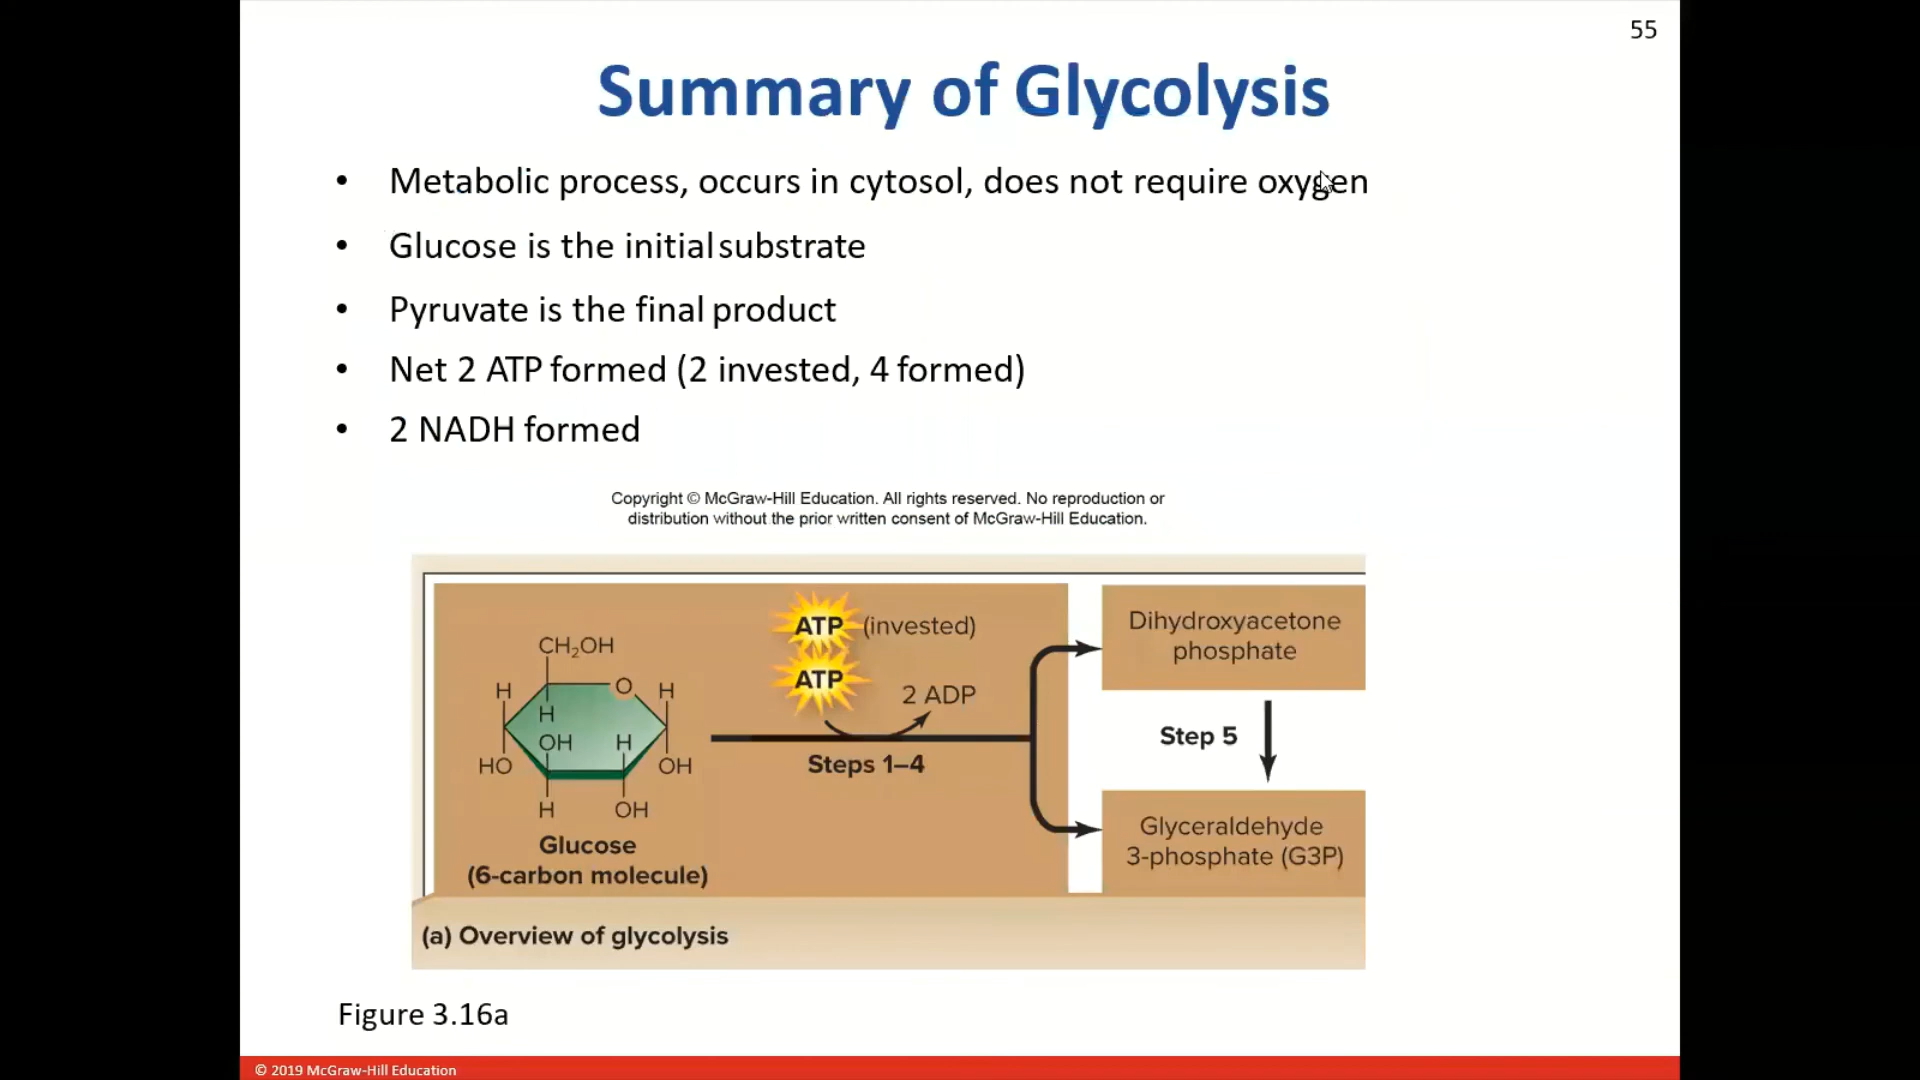 55
Summary of Glycolysis
• Metabolic process, occurs in cytosol, does not require oxygen
• Glucose is the initial substrate
• Pyruvate is the final product
• Net 2 ATP formed (2 invested, 4 formed)
• 2 NADH formed
Copyright © McGraw-Hill Education. All rights reserved. No reproduction or
distribution without the prior written consent of McGraw-Hill Education.
ATP (invested)
ATP
2 ADP
Steps 1–4
CH₂OH
H O H
H
OH H
HO OH
H OH
Glucose
(6-carbon molecule)
Dihydroxyacetone
phosphate
Step 5
Glyceraldehyde
3-phosphate (G3P)
(a) Overview of glycolysis
Figure 3.16a
© 2019 McGraw-Hill Education